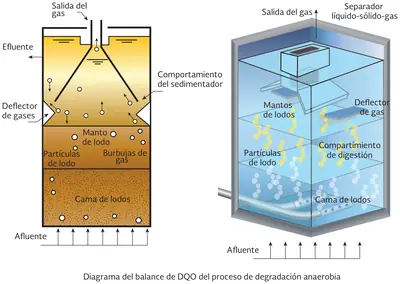 Salida del
gas
Efluente
Comportamiento
del sedimentador
Deflector
de gases
Manto
de lodo
Partículas
de lodo
Burbujas de
gas
Cama de lodos
Afluente
Salida del gas
Separador
líquido-sólido-gas
Mantos
de lodos
Deflector
de gas
Partículas
de lodo
Compartimiento
de digestión
Cama de lodos
Afluente
Diagrama del balance de DQO del proceso de degradación anaerobia